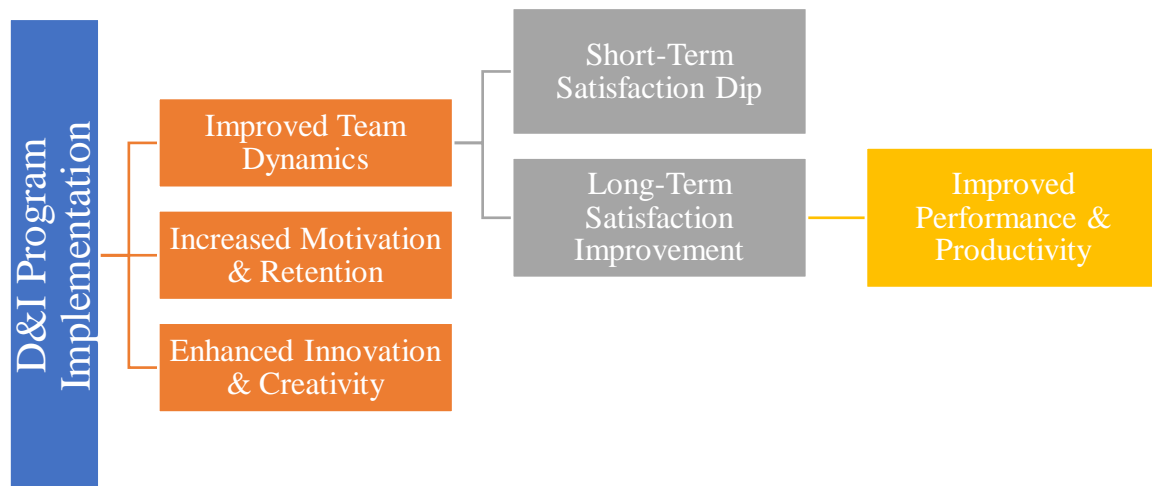 D&I Program
Implementation
Improved Team
Dynamics
Increased Motivation
& Retention
Enhanced Innovation
& Creativity
Short-Term
Satisfaction Dip
Long-Term
Satisfaction
Improvement
Improved
Performance &
Productivity